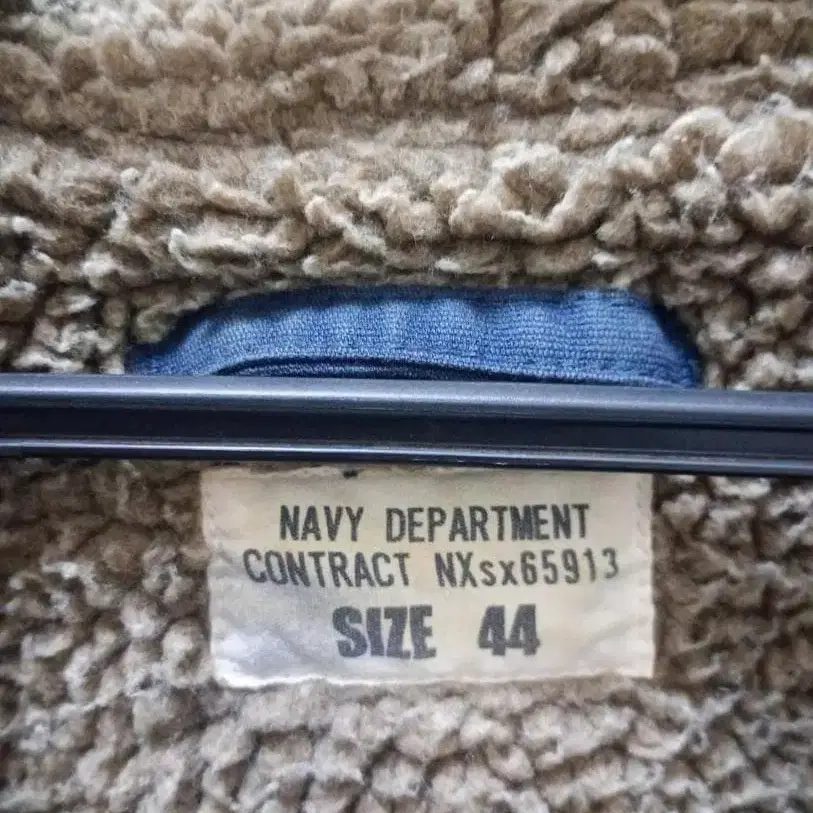 NAVY DEPARTMENT
CONTRACT NXsx65913
SIZE 44